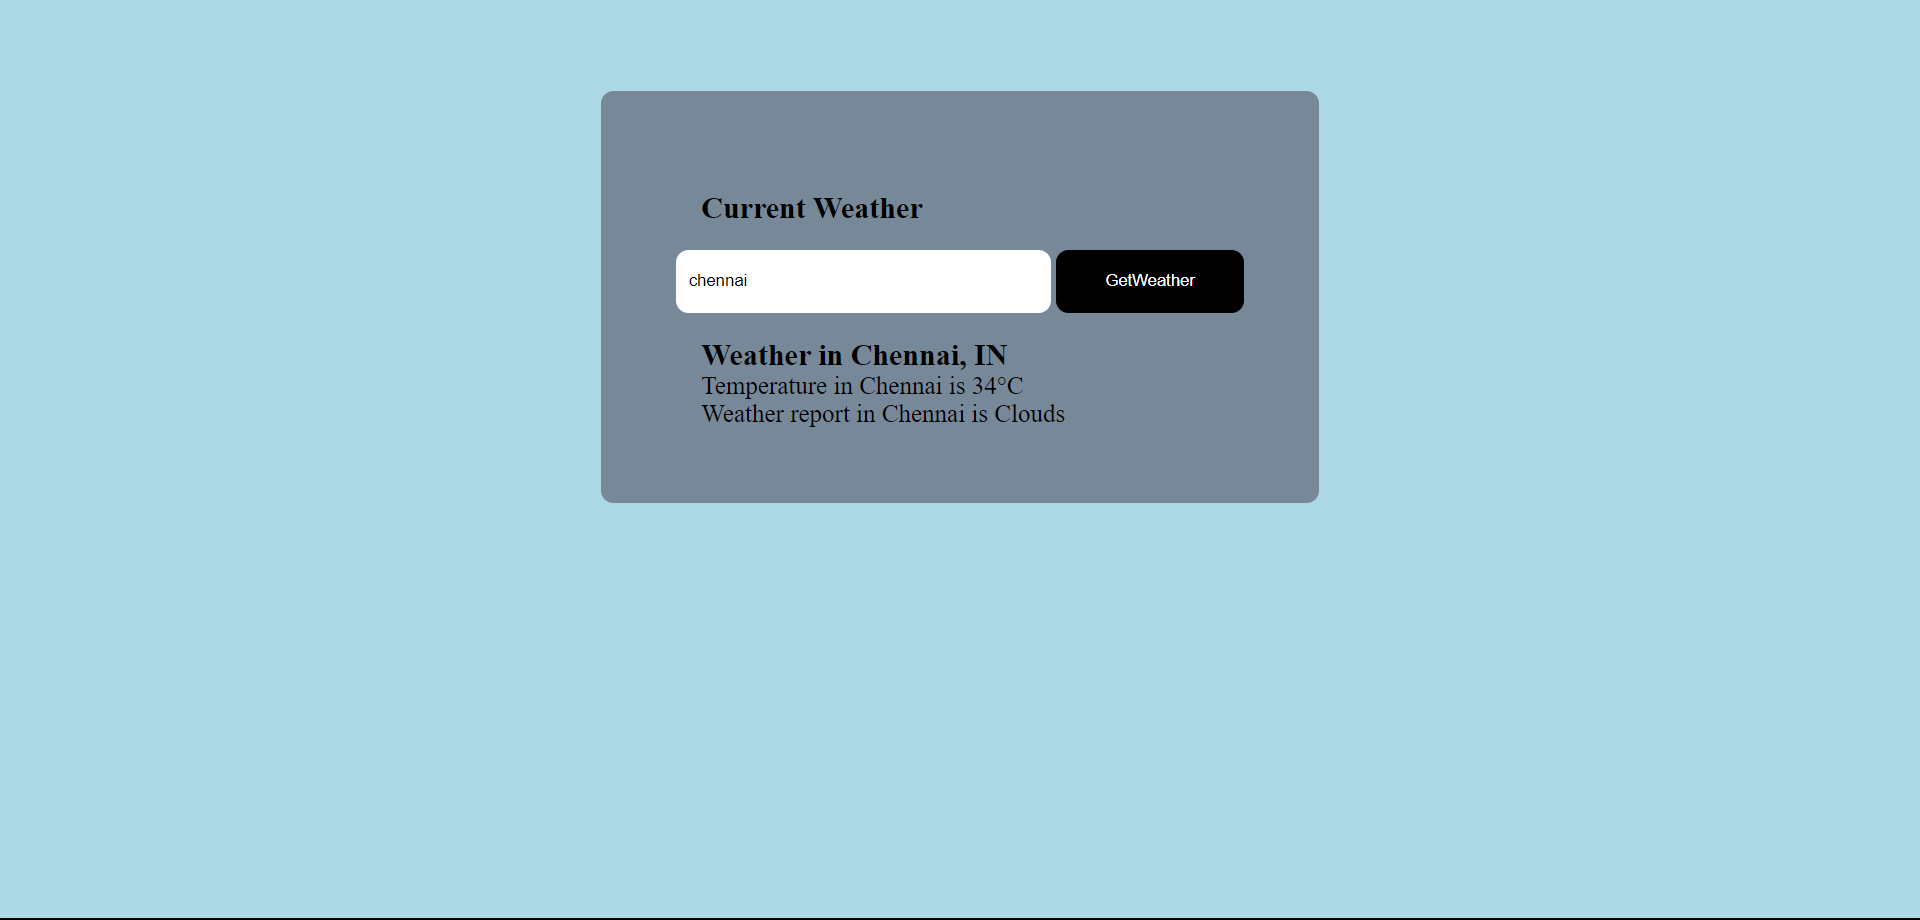 Current Weather
chennai
GetWeather
Weather in Chennai, IN
Temperature in Chennai is 34°C
Weather report in Chennai is Clouds